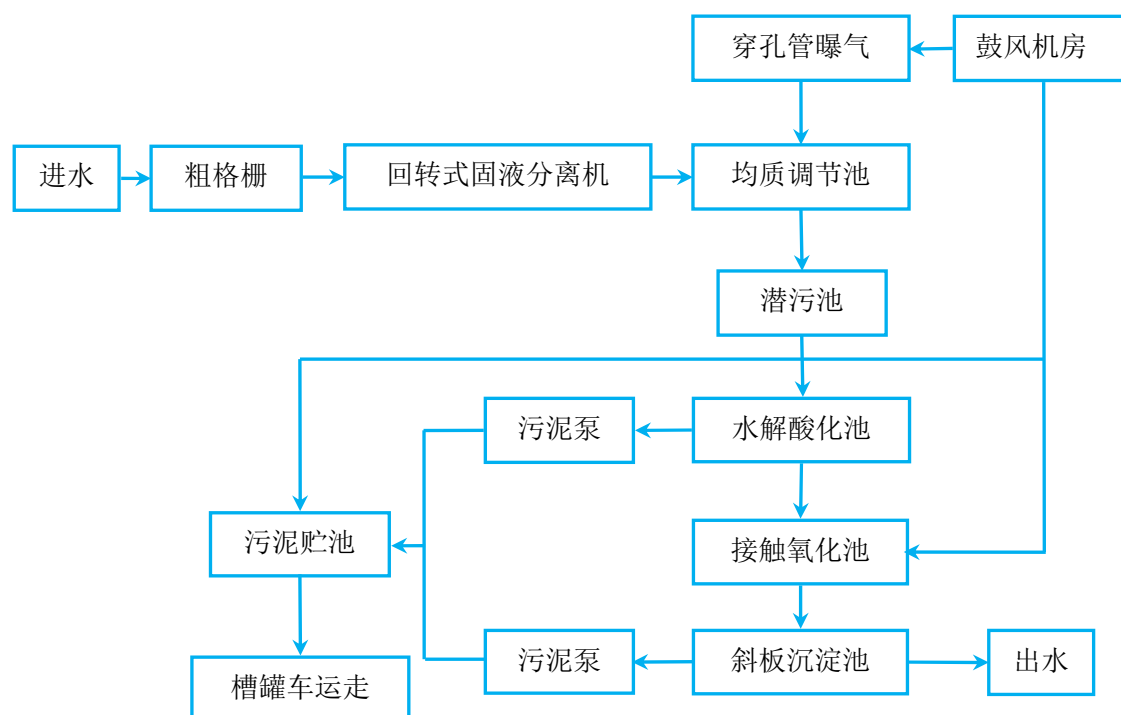 穿孔管曝气
鼓风机房
进水
粗格栅
回转式固液分离机
均质调节池
潜污池
污泥泵
水解酸化池
污泥贮池
接触氧化池
污泥泵
斜板沉淀池
出水
槽罐车运走